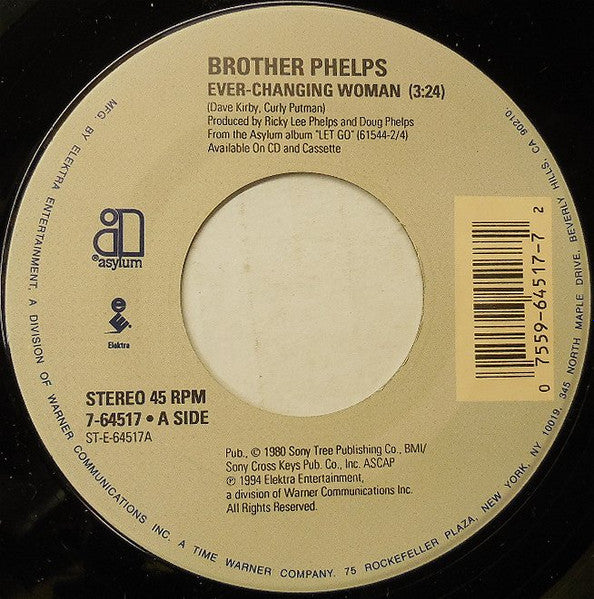 BROTHER PHELPS
EVER-CHANGING WOMAN (3:24)
(Dave Kirby, Curly Putman)
Produced by Ricky Lee Phelps and Doug Phelps
From the Asylum album "LET GO" (61544-2/4)
Available On CD and Cassette
asylum
e
Elektra
0 7559-64517-7 2
STEREO 45 RPM
7-64517 • A SIDE
ST-E-64517A
Pub., © 1980 Sony Tree Publishing Co., BMI/
Sony Cross Keys Pub. Co., Inc. ASCAP
℗ 1994 Elektra Entertainment,
a division of Warner Communications Inc.
All Rights Reserved.
MFG. BY ELEKTRA ENTERTAINMENT, A DIVISION OF WARNER COMMUNICATIONS INC. A TIME WARNER COMPANY. 75 ROCKEFELLER PLAZA, NEW YORK, NY 10019, 345 NORTH MAPLE DRIVE, BEVERLY HILLS, CA 90210.